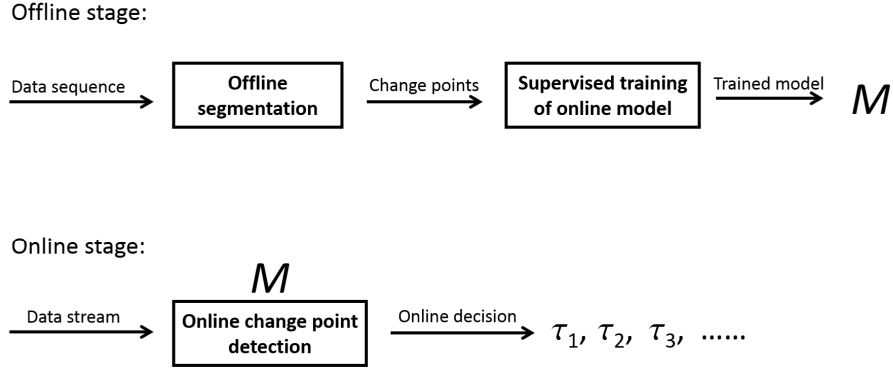 Offline stage:
Data sequence
Offline
segmentation
Change points
Supervised training
of online model
Trained model
M
Online stage:
M
Data stream
Online change point
detection
Online decision
τ₁, τ₂, τ₃, ......